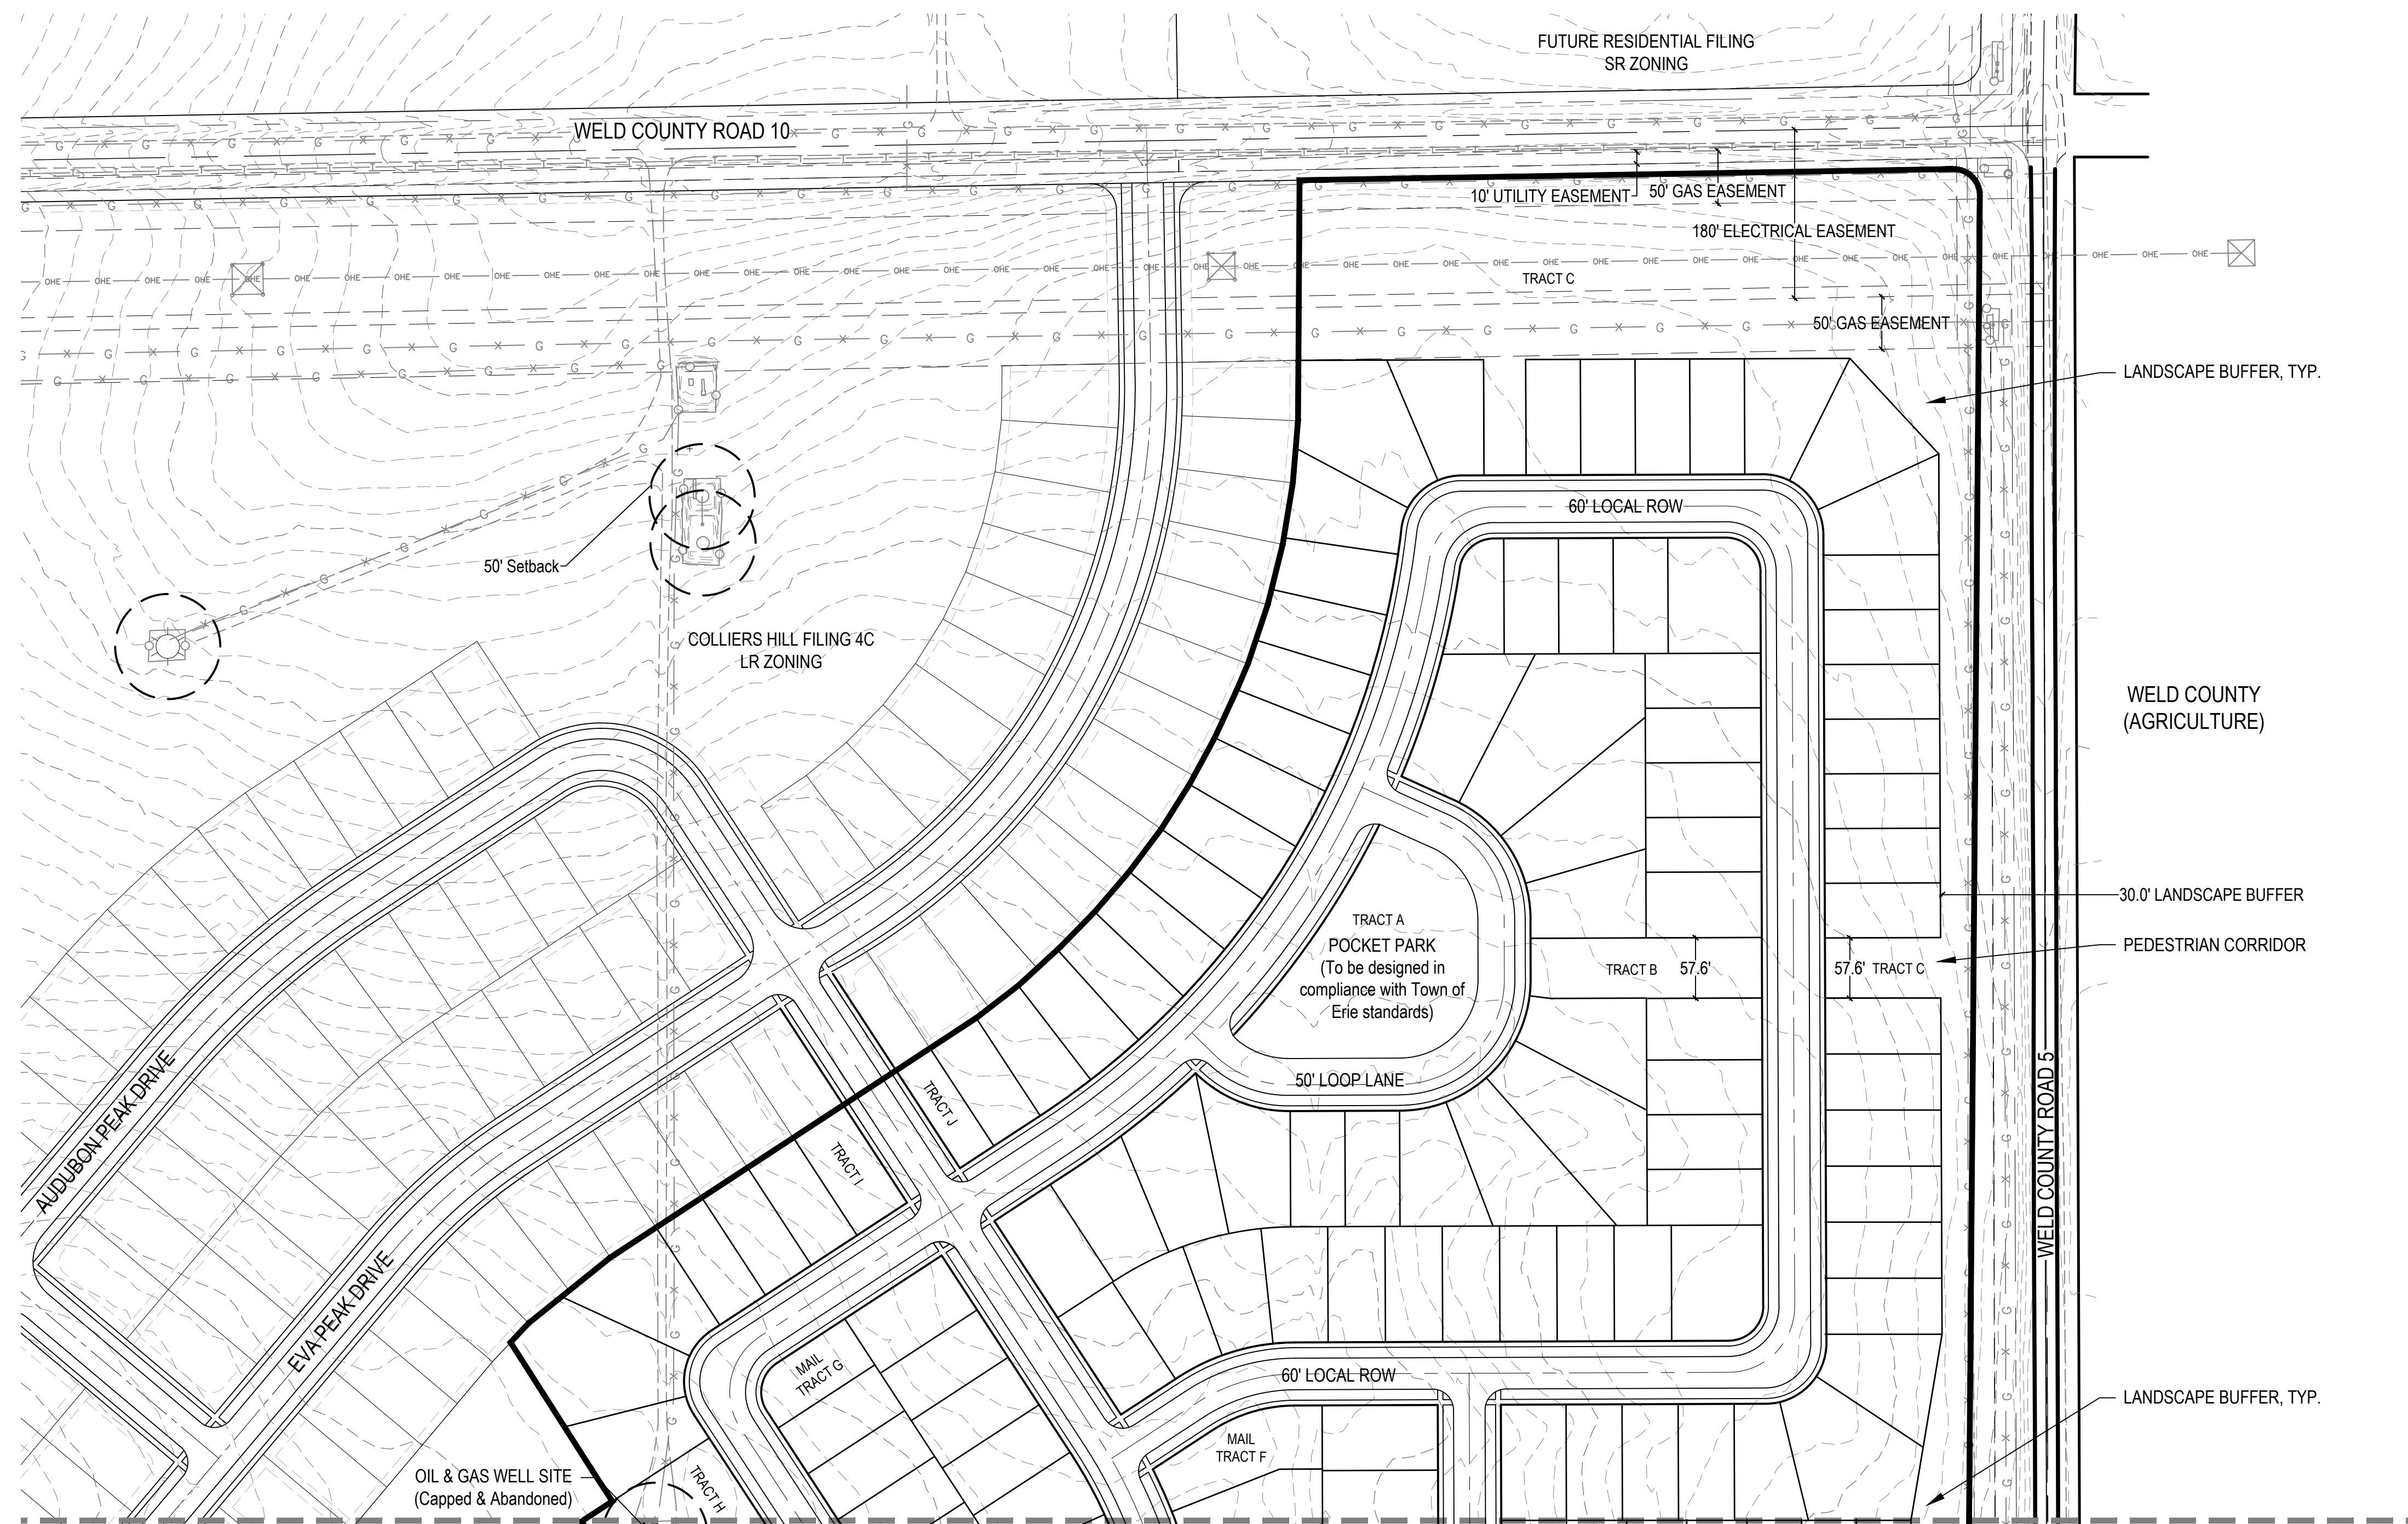 FUTURE RESIDENTIAL FILING
SR ZONING
WELD COUNTY ROAD 10
10' UTILITY EASEMENT
50' GAS EASEMENT
180' ELECTRICAL EASEMENT
TRACT C
50' GAS EASEMENT
LANDSCAPE BUFFER, TYP.
60' LOCAL ROW
50' Setback
COLLIERS HILL FILING 4C
LR ZONING
WELD COUNTY
(AGRICULTURE)
30.0' LANDSCAPE BUFFER
TRACT A
POCKET PARK
(To be designed in
compliance with Town of
Erie standards)
PEDESTRIAN CORRIDOR
TRACT B
57.6'
57.6'
TRACT C
50' LOOP LANE
AUDUBON PEAK DRIVE
TRACT J
TRACT I
WELD COUNTY ROAD 5
EVA PEAK DRIVE
MAIL
TRACT G
60' LOCAL ROW
LANDSCAPE BUFFER, TYP.
MAIL
TRACT F
OIL & GAS WELL SITE
(Capped & Abandoned)
TRACT H